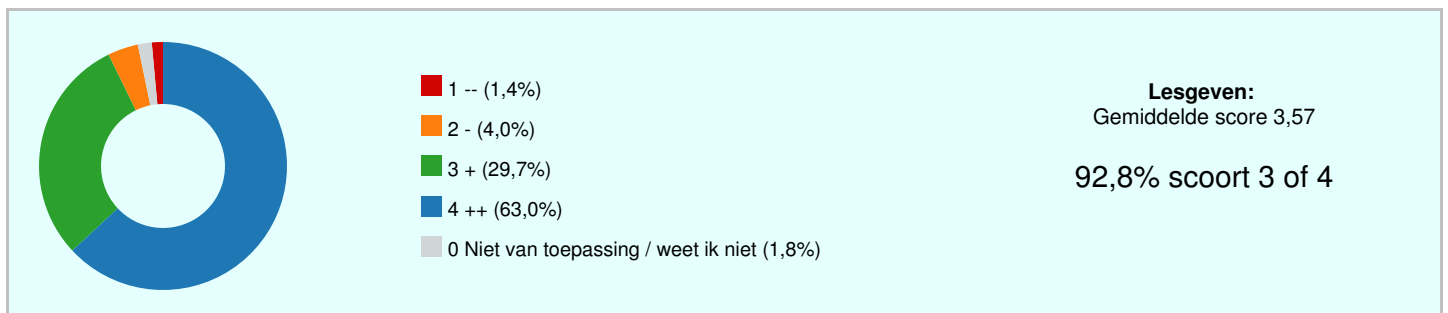 1 -- (1,4%)
2 - (4,0%)
3 + (29,7%)
4 ++ (63,0%)
0 Niet van toepassing / weet ik niet (1,8%)
Lesgeven:
Gemiddelde score 3,57
92,8% scoort 3 of 4